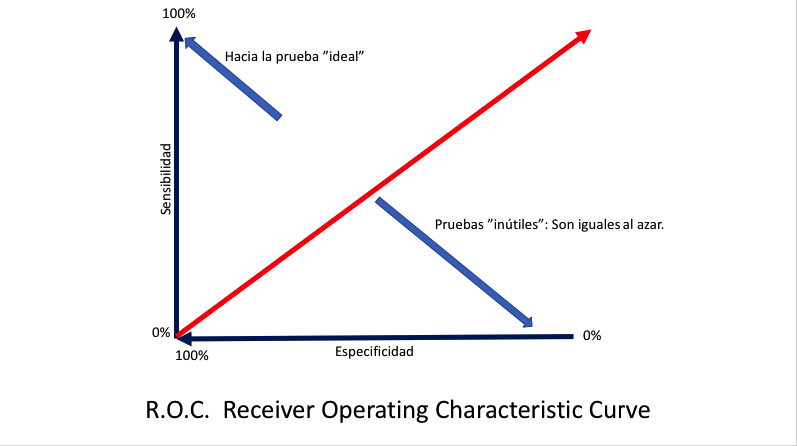 100%
Hacia la prueba ”ideal”
Sensibilidad
Pruebas ”inútiles”: Son iguales al azar.
0%
0%
100%
Especificidad
R.O.C. Receiver Operating Characteristic Curve